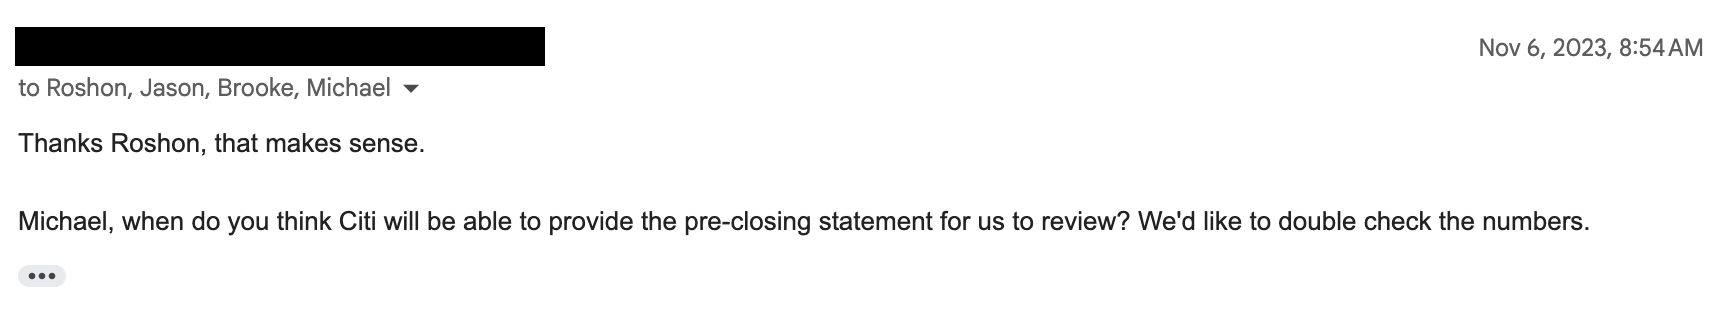 Nov 6, 2023, 8:54 AM
to Roshon, Jason, Brooke, Michael
Thanks Roshon, that makes sense.
Michael, when do you think Citi will be able to provide the pre-closing statement for us to review? We'd like to double check the numbers.